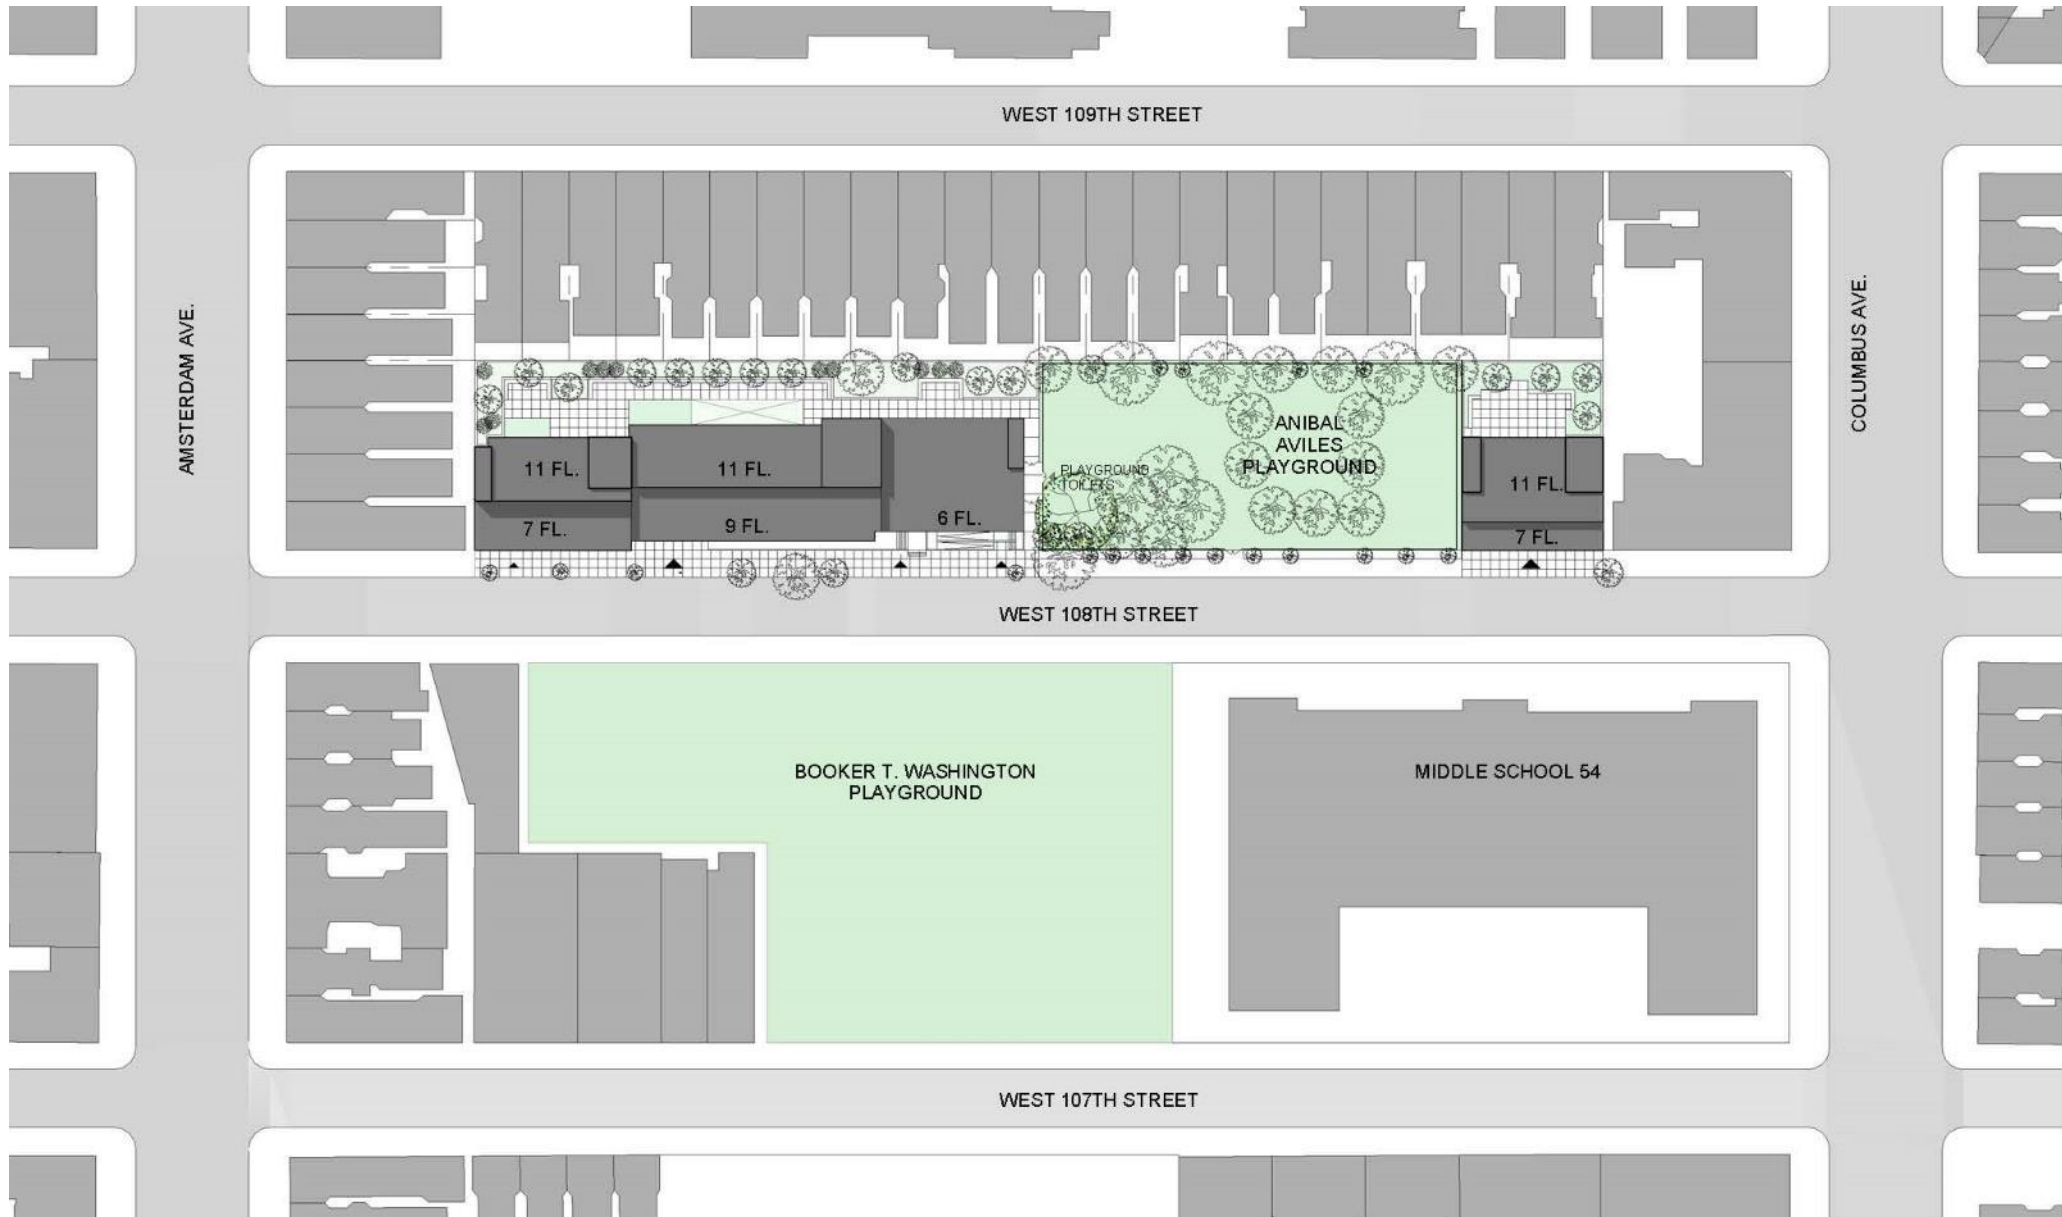 WEST 109TH STREET
AMSTERDAM AVE.
COLUMBUS AVE.
ANIBAL
AVILES
PLAYGROUND
PLAYGROUND
TOILETS
11 FL.
11 FL.
11 FL.
7 FL.
9 FL.
6 FL.
7 FL.
WEST 108TH STREET
BOOKER T. WASHINGTON
PLAYGROUND
MIDDLE SCHOOL 54
WEST 107TH STREET